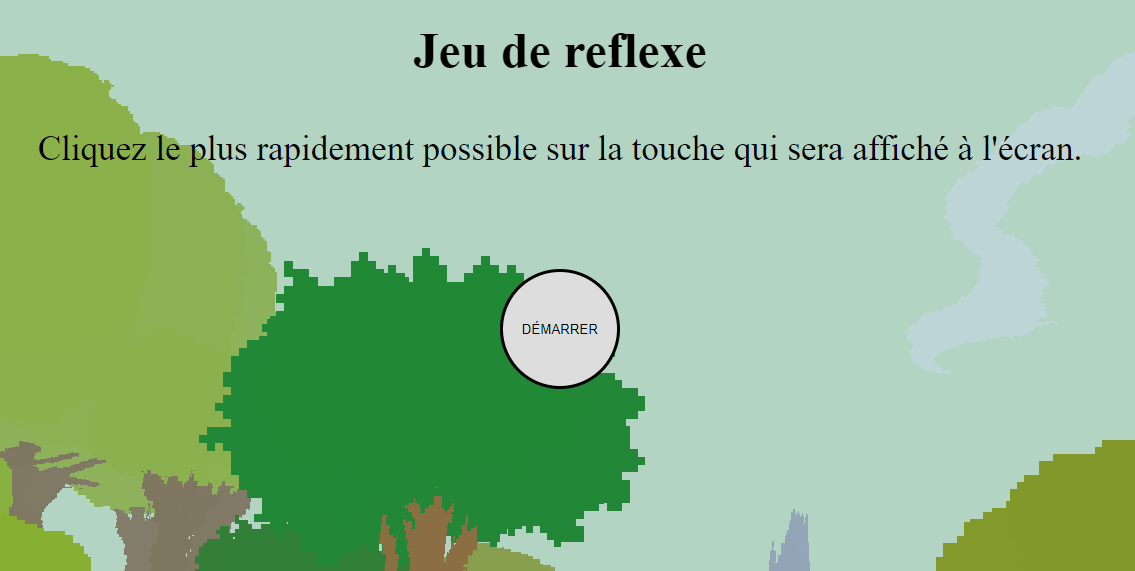 Jeu de reflexe
Cliquez le plus rapidement possible sur la touche qui sera affiché à l'écran.
DÉMARRER